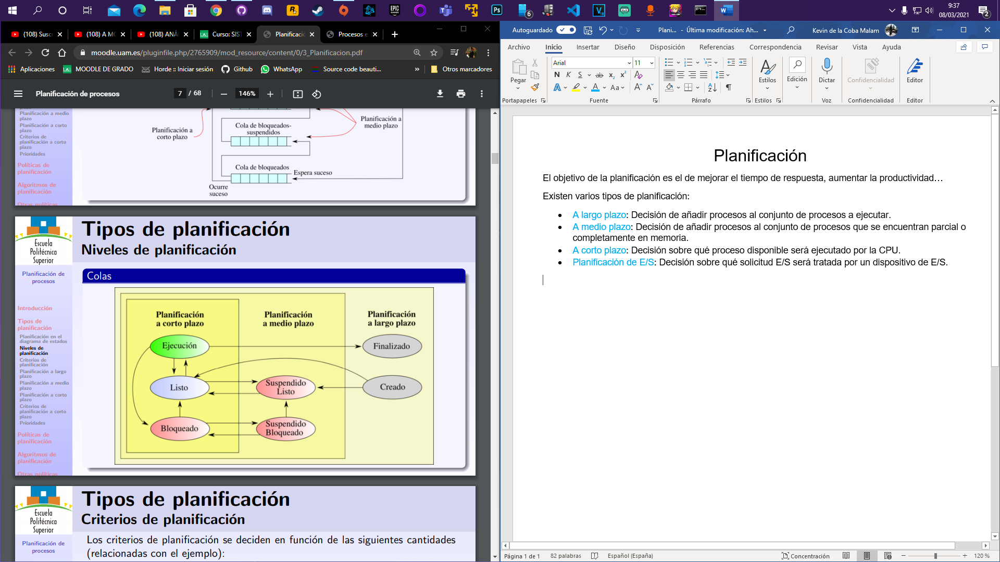 9:37
08/03/2021
6
2
(108) Susc
(108) A MO
(108) ANÁ
Curso: SIST
Planificació
Procesos e
moodle.uam.es/pluginfile.php/2765909/mod_resource/content/0/3_Planificacion.pdf
Aplicaciones
MOODLE DE GRADO
Horde :: Iniciar sesión
Github
WhatsApp
Source code beauti...
»
Otros marcadores
Planificación de procesos
7 / 68
146%
Planificación a medio
plazo
Planificación a corto
plazo
Criterios de
planificación a corto
plazo
Prioridades
Políticas de
planificación
Algoritmos de
planificación
Otras políticas
Planificación a
corto plazo
Cola de bloqueados-
suspendidos
Planificación a
medio plazo
Cola de bloqueados
Espera suceso
Ocurre
suceso
Escuela
Politécnica
Superior
Planificación de
procesos
Introducción
Tipos de
planificación
Planificación en el
diagrama de estados
Niveles de
planificación
Criterios de
planificación
Planificación a largo
plazo
Planificación a medio
plazo
Planificación a corto
plazo
Criterios de
planificación a corto
plazo
Prioridades
Políticas de
planificación
Algoritmos de
planificación
Otras políticas
Tipos de planificación
Niveles de planificación
Colas
Planificación
a corto plazo
Planificación
a medio plazo
Planificación
a largo plazo
Ejecución
Finalizado
Listo
Suspendido
Listo
Creado
Bloqueado
Suspendido
Bloqueado
Escuela
Politécnica
Superior
Planificación de
procesos
Tipos de planificación
Criterios de planificación
Los criterios de planificación se deciden en función de las siguientes cantidades
(relacionadas con el ejemplo):
Autoguardado
Plani... - Última modificación: Ah...
Kevin de la Coba Malam
Archivo
Inicio
Insertar
Diseño
Disposición
Referencias
Correspondencia
Revisar
Vista
Ayuda
Pegar
Portapapeles
Arial
11
N K S ab x₂ x²
A A Aa A A
Fuente
Párrafo
Estilos
Estilos
Edición
Dictar
Voz
Confidencialidad
Confidencialidad
Editor
Editor
Planificación
El objetivo de la planificación es el de mejorar el tiempo de respuesta, aumentar la productividad…
Existen varios tipos de planificación:
• A largo plazo: Decisión de añadir procesos al conjunto de procesos a ejecutar.
• A medio plazo: Decisión de añadir procesos al conjunto de procesos que se encuentran parcial o
completamente en memoria.
• A corto plazo: Decisión sobre qué proceso disponible será ejecutado por la CPU.
• Planificación de E/S: Decisión sobre qué solicitud E/S será tratada por un dispositivo de E/S.
Página 1 de 1
82 palabras
Español (España)
Concentración
120 %